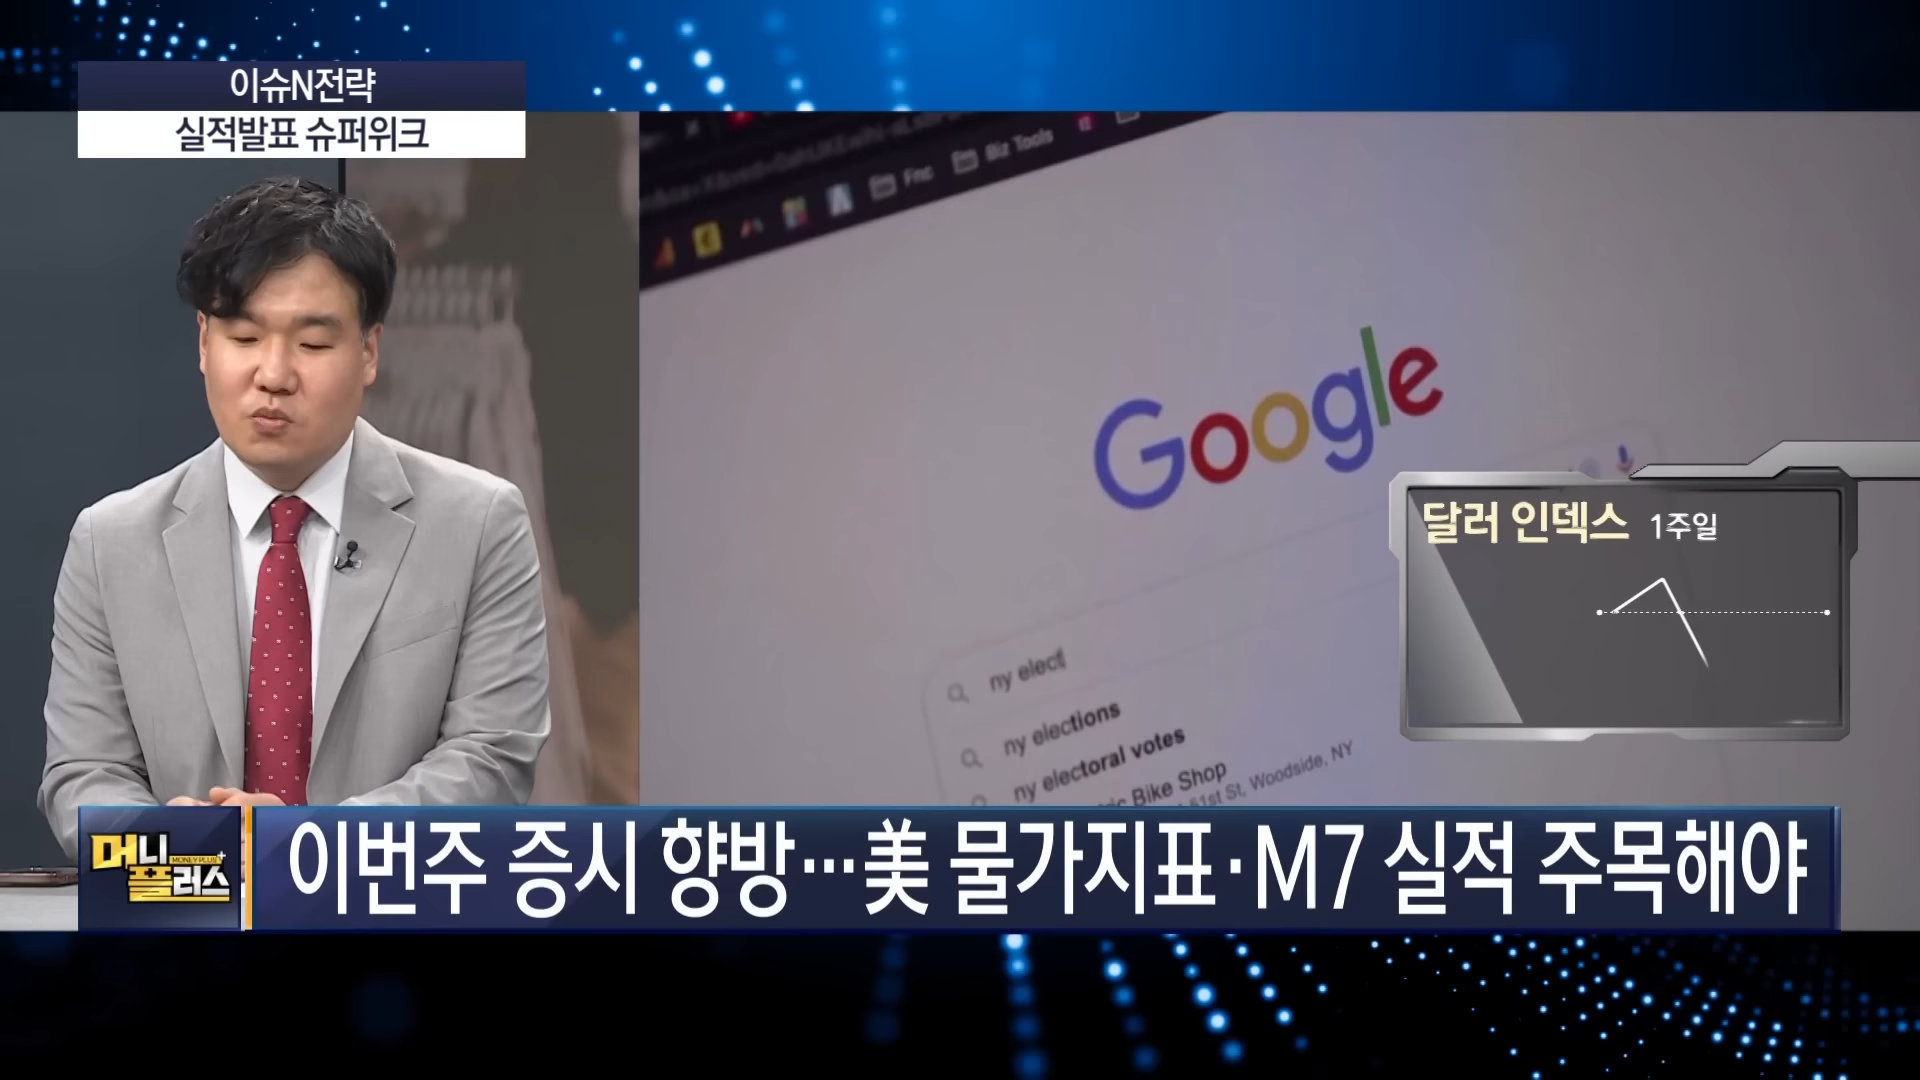 이슈N전략
실적발표 슈퍼위크
Fnc
Biz Tools
Google
달러 인덱스 1주일
ny elect
ny elections
ny electoral votes
Bike Shop
51st St, Woodside, NY
머니
MONEY PLUS+
플러스
이번주 증시 향방…美 물가지표·M7 실적 주목해야